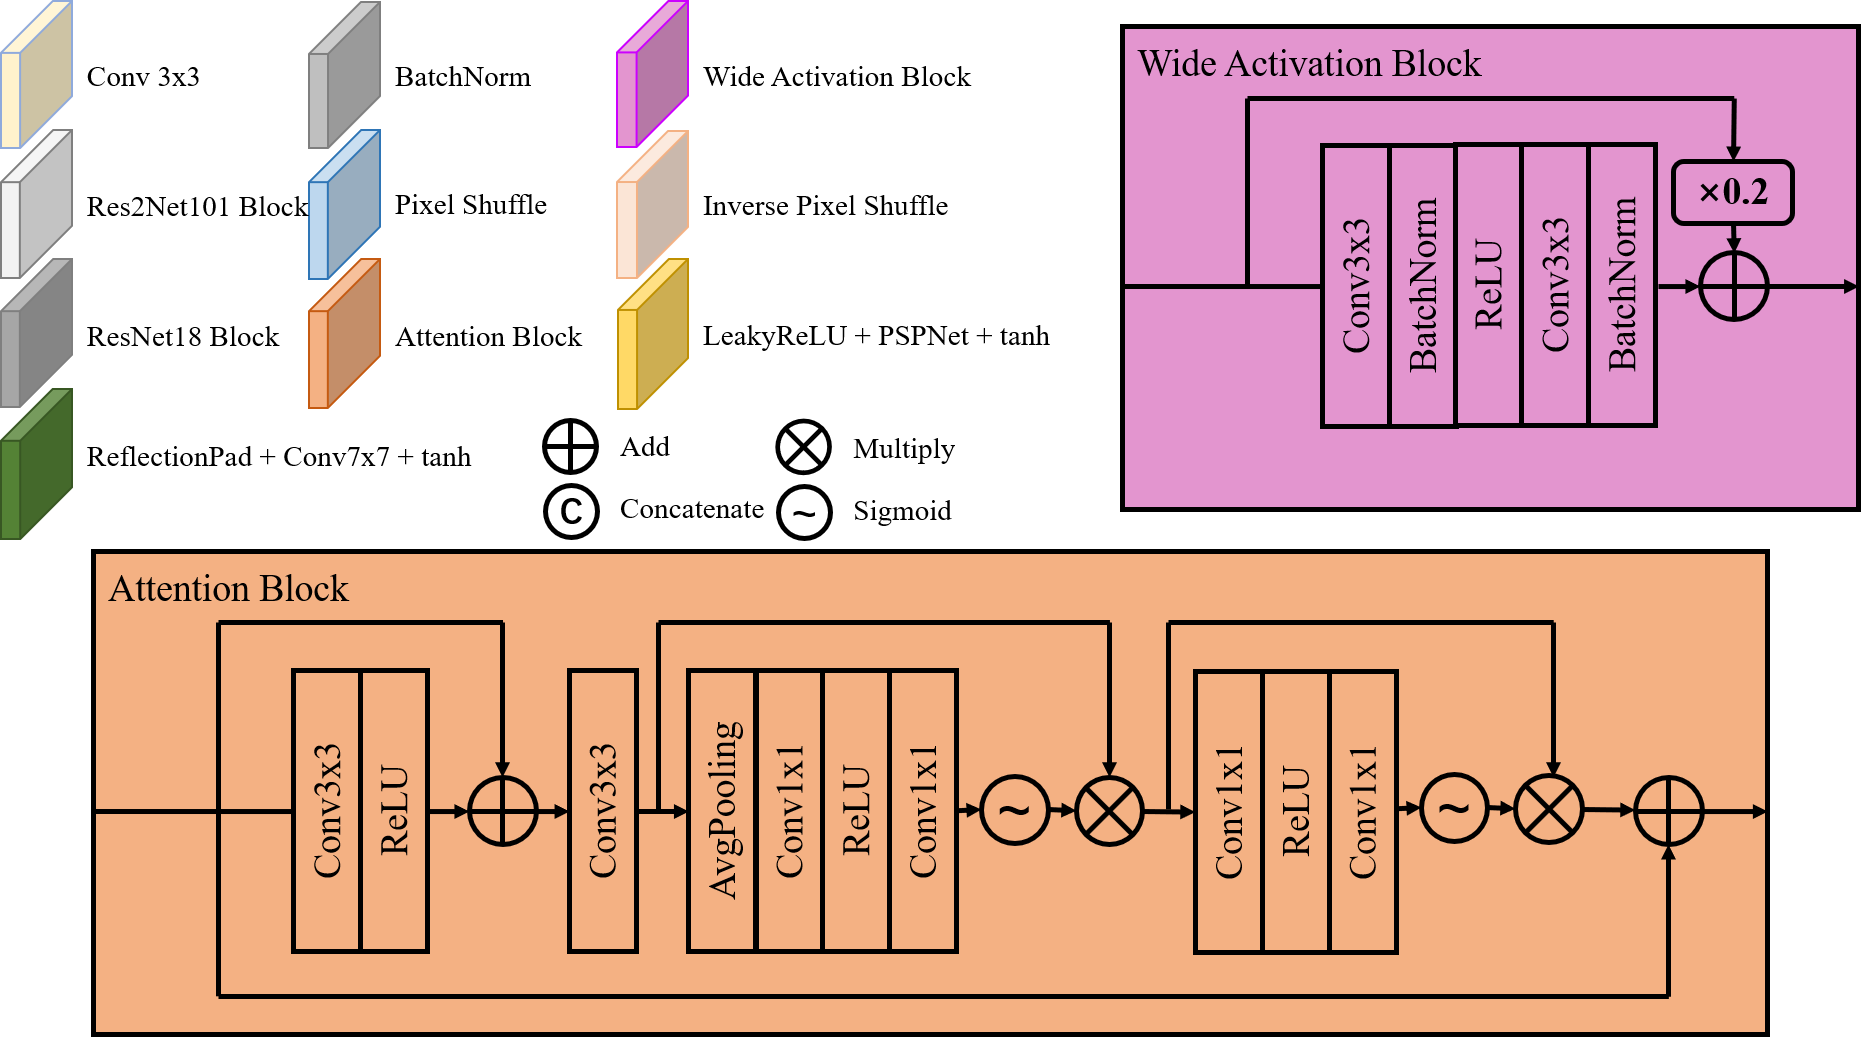 Conv 3x3
BatchNorm
Wide Activation Block
Res2Net101 Block
Pixel Shuffle
Inverse Pixel Shuffle
ResNet18 Block
Attention Block
LeakyReLU + PSPNet + tanh
ReflectionPad + Conv7x7 + tanh
Add
Multiply
C
Concatenate
~
Sigmoid
Wide Activation Block
Conv3x3
BatchNorm
ReLU
Conv3x3
BatchNorm
×0.2
Attention Block
Conv3x3
ReLU
Conv3x3
AvgPooling
Conv1x1
ReLU
Conv1x1
~
Conv1x1
ReLU
Conv1x1
~